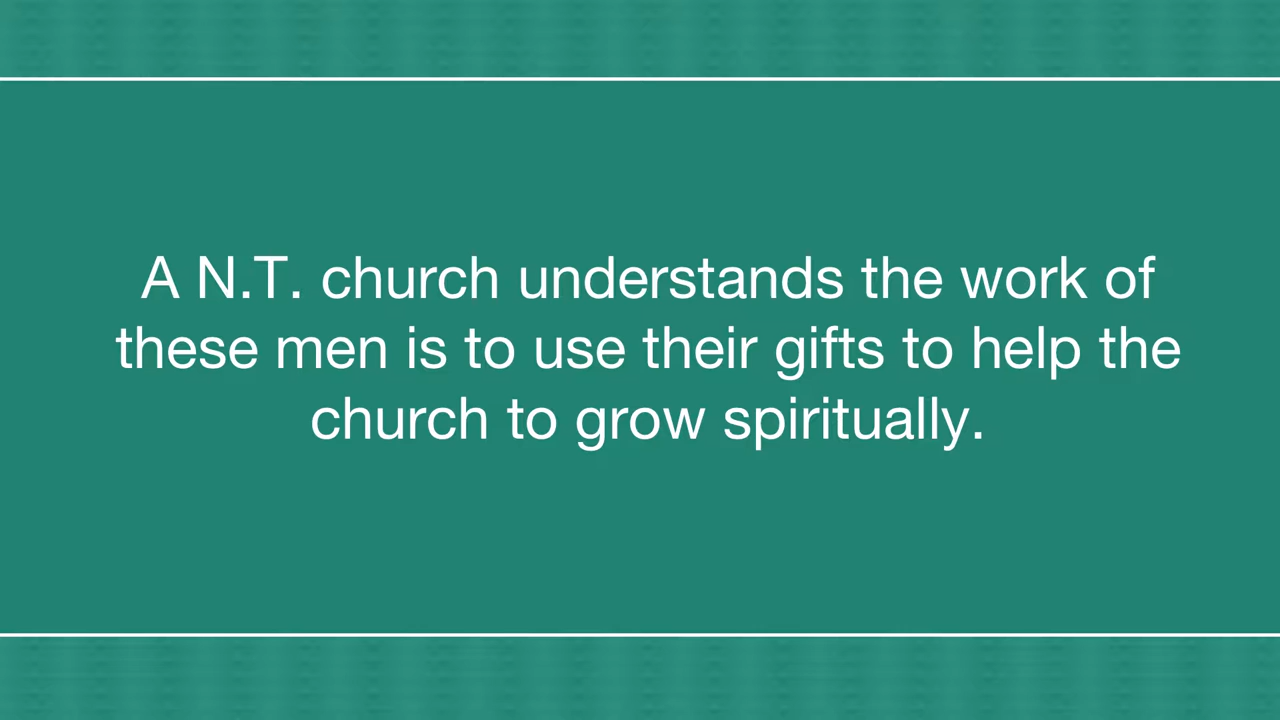 A N.T. church understands the work of
these men is to use their gifts to help the
church to grow spiritually.